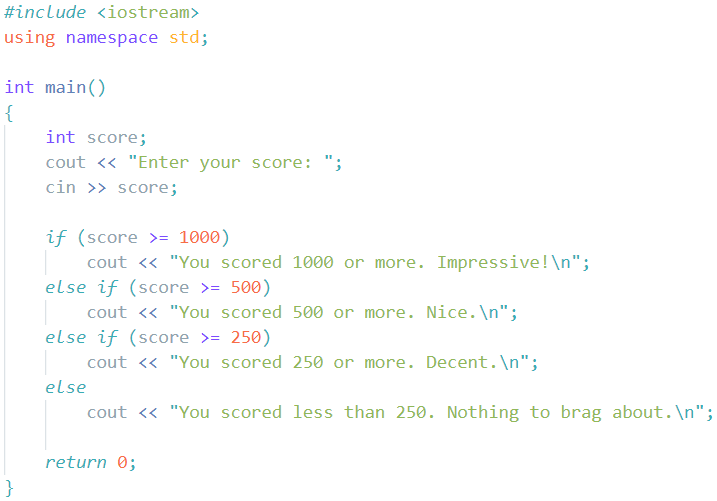 #include <iostream>
using namespace std;

int main()
{
    int score;
    cout << "Enter your score: ";
    cin >> score;

    if (score >= 1000)
        cout << "You scored 1000 or more. Impressive!\n";
    else if (score >= 500)
        cout << "You scored 500 or more. Nice.\n";
    else if (score >= 250)
        cout << "You scored 250 or more. Decent.\n";
    else
        cout << "You scored less than 250. Nothing to brag about.\n";

    return 0;
}